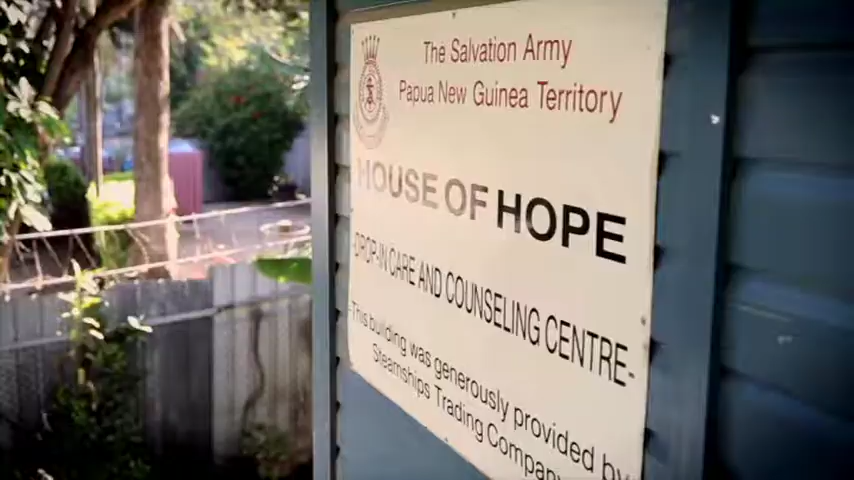 The Salvation Army
Papua New Guinea Territory
HOUSE OF HOPE
-DROP-IN CARE AND COUNSELING CENTRE-
This building was generously provided by
Steamships Trading Company